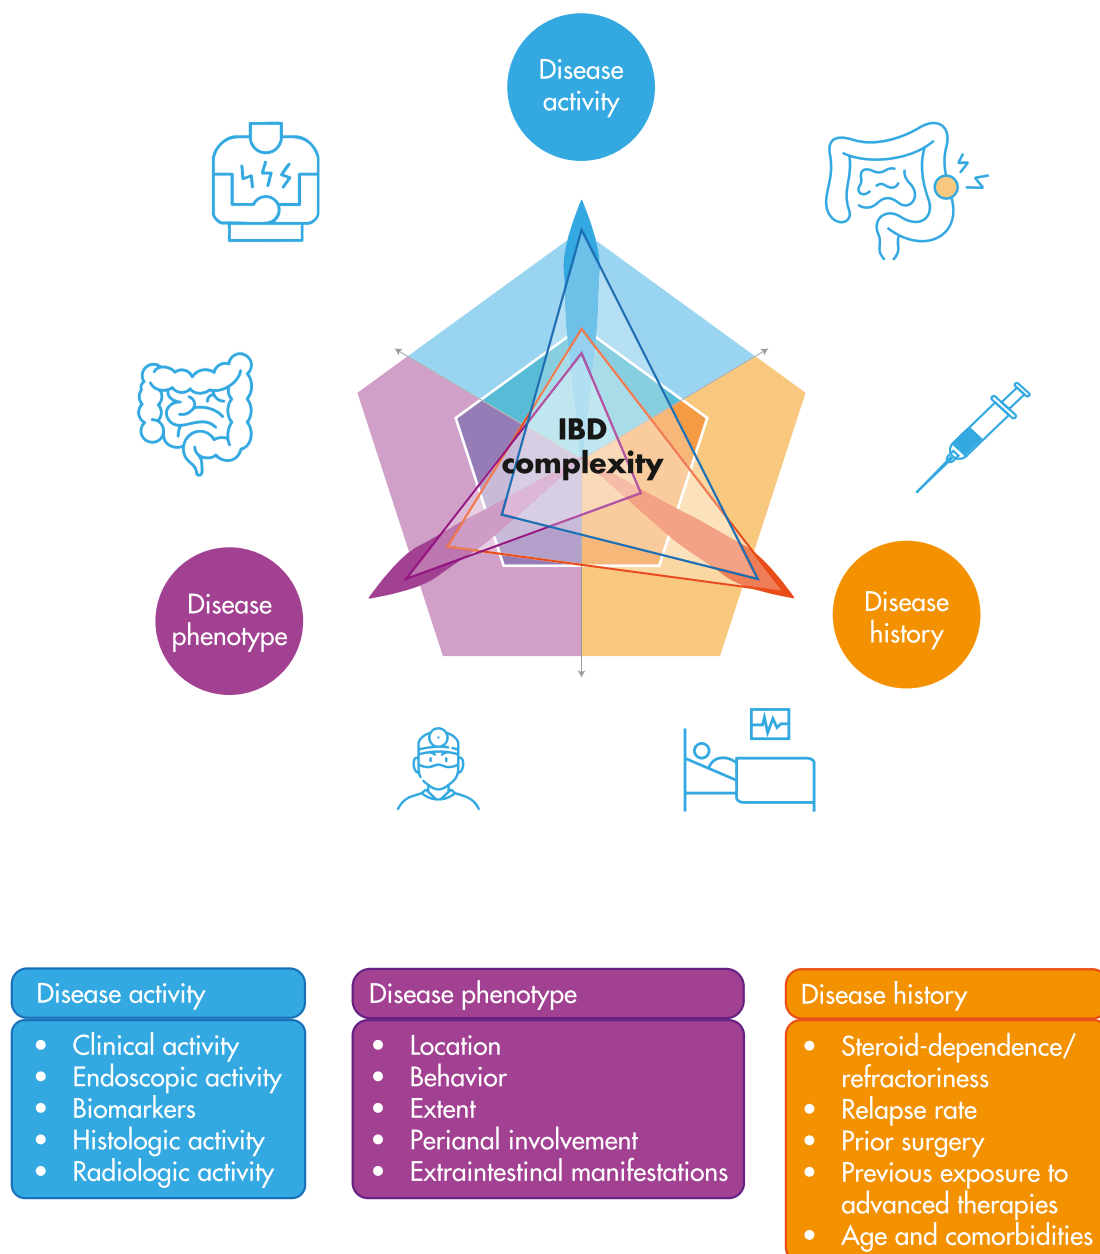 Disease
activity
IBD
complexity
Disease
phenotype
Disease
history
Disease activity
• Clinical activity
• Endoscopic activity
• Biomarkers
• Histologic activity
• Radiologic activity
Disease phenotype
• Location
• Behavior
• Extent
• Perianal involvement
• Extraintestinal manifestations
Disease history
• Steroid-dependence/
refractoriness
• Relapse rate
• Prior surgery
• Previous exposure to
advanced therapies
• Age and comorbidities